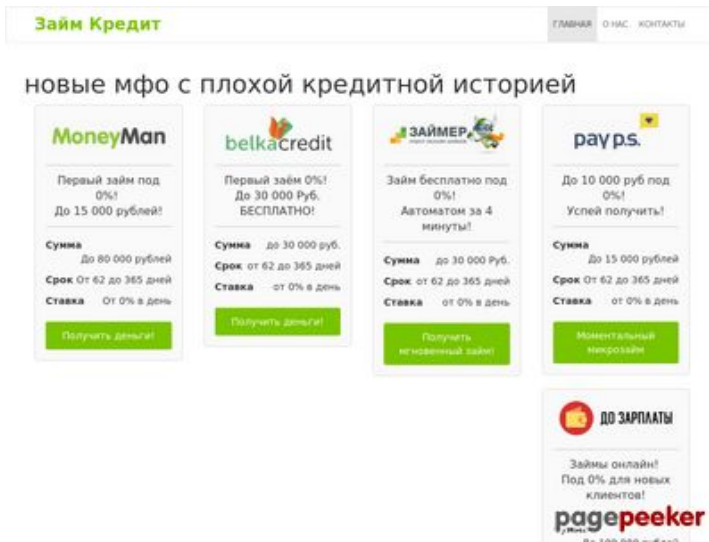 Займ Кредит
ГЛАВНАЯ О НАС КОНТАКТЫ
новые мфо с плохой кредитной историей
MoneyMan
Первый займ под
0%!
До 15 000 рублей!
Сумма
До 80 000 рублей
Срок От 62 до 365 дней
Ставка От 0% в день
Получить деньги!
belkacredit
Первый заём 0%!
До 30 000 Руб.
БЕСПЛАТНО!
Сумма до 30 000 руб.
Срок от 62 до 365 дней
Ставка от 0% в день
Получить деньги!
ЗАЙМЕР
Займ бесплатно под
0%!
Автоматом за 4
минуты!
Сумма до 30 000 Руб.
Срок от 62 до 365 дней
Ставка от 0% в день
Получить
мгновенный займ!
pay p.s.
До 10 000 руб под
0%!
Успей получить!
Сумма
До 15 000 рублей
Срок От 62 до 365 дней
Ставка От 0% в день
Моментальный
микрозайм
ДО ЗАРПЛАТЫ
Займы онлайн!
Под 0% для новых
клиентов!
pagepeeker
До 100 000 рублей